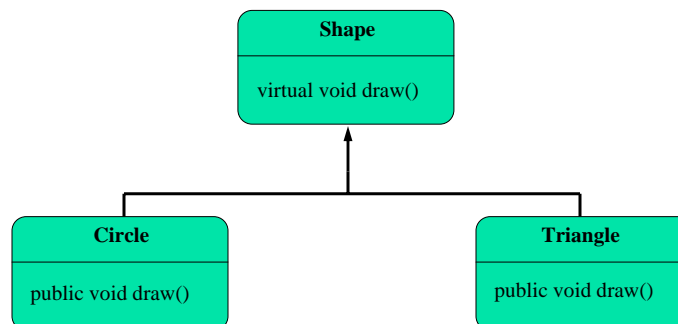 Shape
virtual void draw()
Circle
public void draw()
Triangle
public void draw()